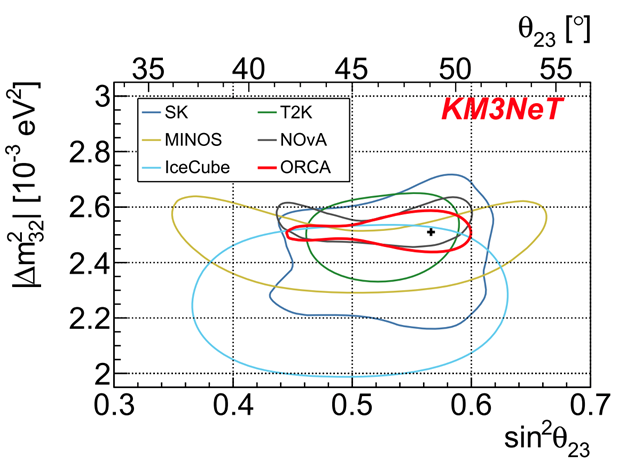 θ23 [°]
35 40 45 50 55
|Δm²32| [10⁻³ eV²]
3
2.8
2.6
2.4
2.2
2
KM3NeT
SK T2K
MINOS NOvA
IceCube ORCA
0.3 0.4 0.5 0.6 0.7
sin²θ23